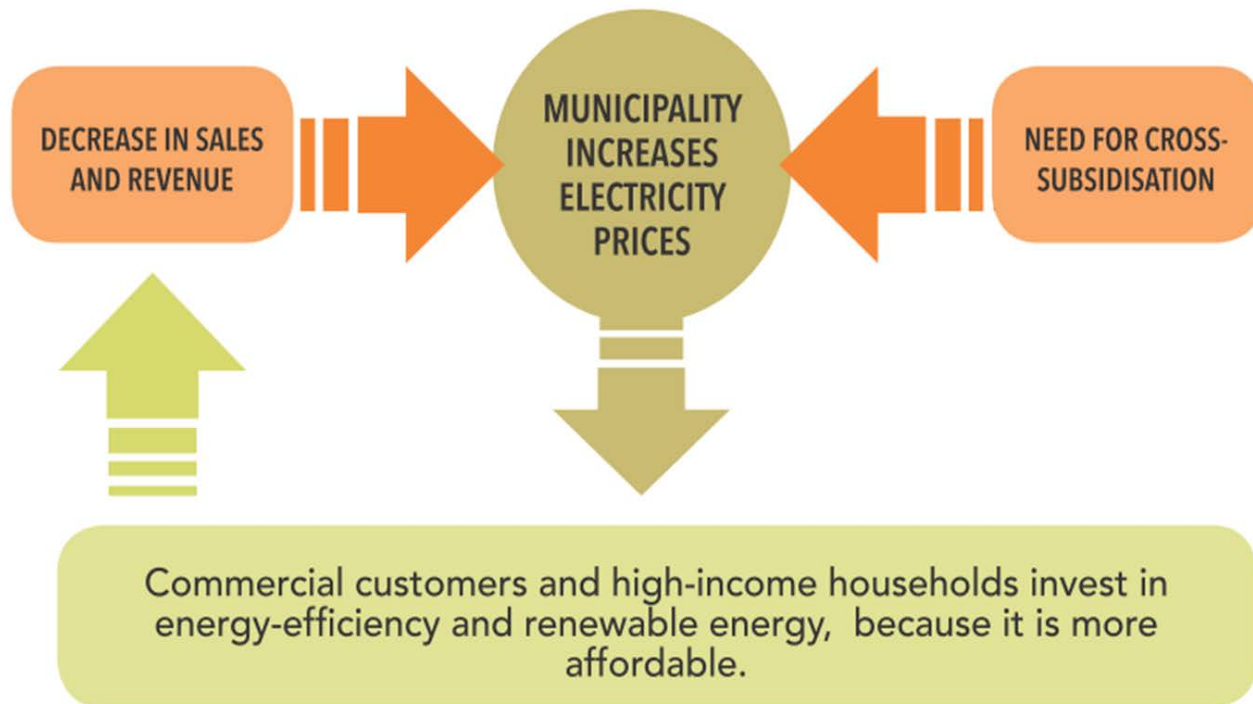 DECREASE IN SALES
AND REVENUE
MUNICIPALITY
INCREASES
ELECTRICITY
PRICES
NEED FOR CROSS-
SUBSIDISATION
Commercial customers and high-income households invest in
energy-efficiency and renewable energy,  because it is more
affordable.